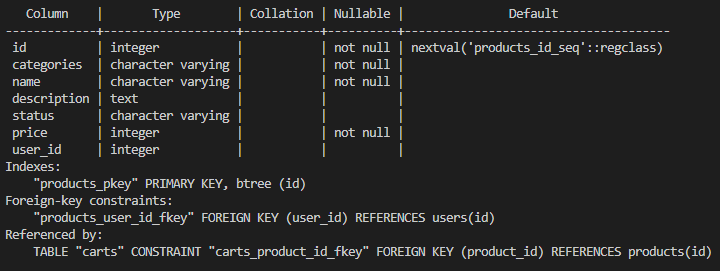 Column    |       Type        | Collation | Nullable |               Default
-------------+-------------------+-----------+----------+--------------------------------------
 id          | integer           |           | not null | nextval('products_id_seq'::regclass)
 categories  | character varying |           | not null |
 name        | character varying |           | not null |
 description | text              |           |          |
 status      | character varying |           |          |
 price       | integer           |           | not null |
 user_id     | integer           |           |          |
Indexes:
    "products_pkey" PRIMARY KEY, btree (id)
Foreign-key constraints:
    "products_user_id_fkey" FOREIGN KEY (user_id) REFERENCES users(id)
Referenced by:
    TABLE "carts" CONSTRAINT "carts_product_id_fkey" FOREIGN KEY (product_id) REFERENCES products(id)